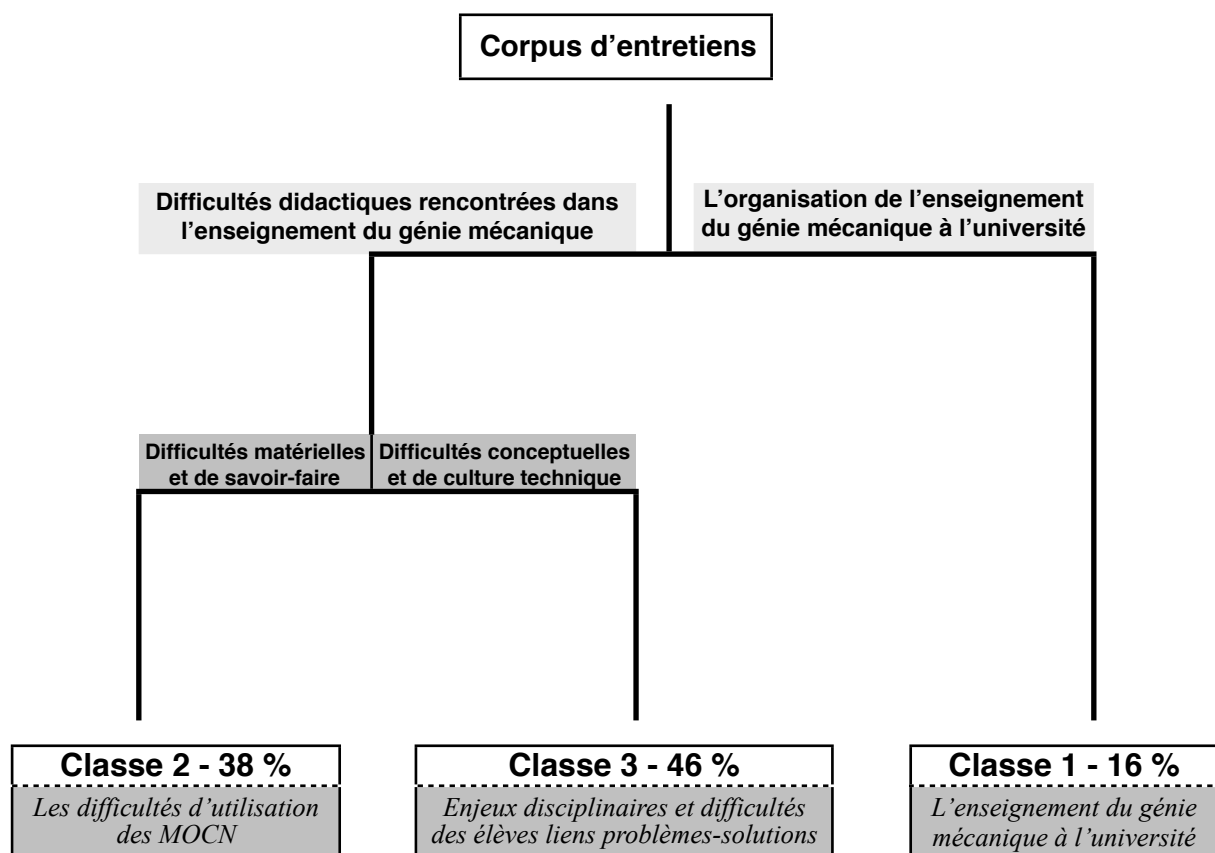 Corpus d’entretiens
Difficultés didactiques rencontrées dans
l’enseignement du génie mécanique
L’organisation de l’enseignement
du génie mécanique à l’université
Difficultés matérielles
et de savoir-faire
Difficultés conceptuelles
et de culture technique
Classe 2 - 38 %
Les difficultés d’utilisation
des MOCN
Classe 3 - 46 %
Enjeux disciplinaires et difficultés
des élèves liens problèmes-solutions
Classe 1 - 16 %
L’enseignement du génie
mécanique à l’université